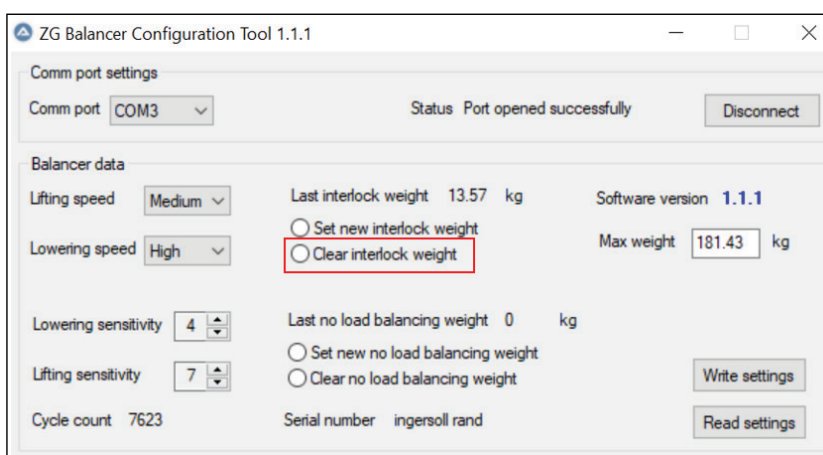 ZG Balancer Configuration Tool 1.1.1
Comm port settings
Comm port COM3 Status Port opened successfully Disconnect
Balancer data
Lifting speed Medium Last interlock weight 13.57 kg Software version 1.1.1
Set new interlock weight
Lowering speed High Clear interlock weight Max weight 181.43 kg
Lowering sensitivity 4 Last no load balancing weight 0 kg
Set new no load balancing weight
Lifting sensitivity 7 Clear no load balancing weight Write settings
Cycle count 7623 Serial number ingersoll rand Read settings